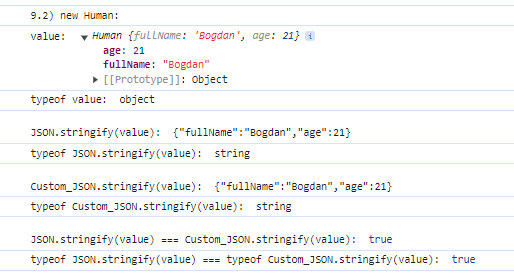 9.2) new Human:
value: ▼ Human {fullName: 'Bogdan', age: 21} i
age: 21
fullName: "Bogdan"
▶ [[Prototype]]: Object
typeof value: object
JSON.stringify(value): {"fullName":"Bogdan","age":21}
typeof JSON.stringify(value): string
Custom_JSON.stringify(value): {"fullName":"Bogdan","age":21}
typeof Custom_JSON.stringify(value): string
JSON.stringify(value) === Custom_JSON.stringify(value): true
typeof JSON.stringify(value) === typeof Custom_JSON.stringify(value): true